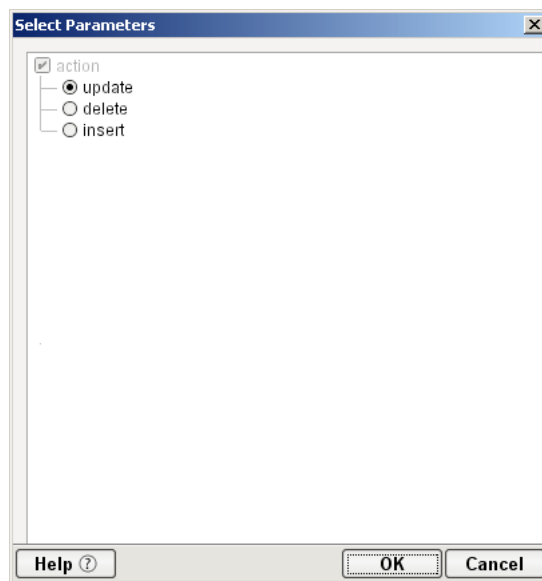 Select Parameters
action
update
delete
insert
Help ?
OK
Cancel